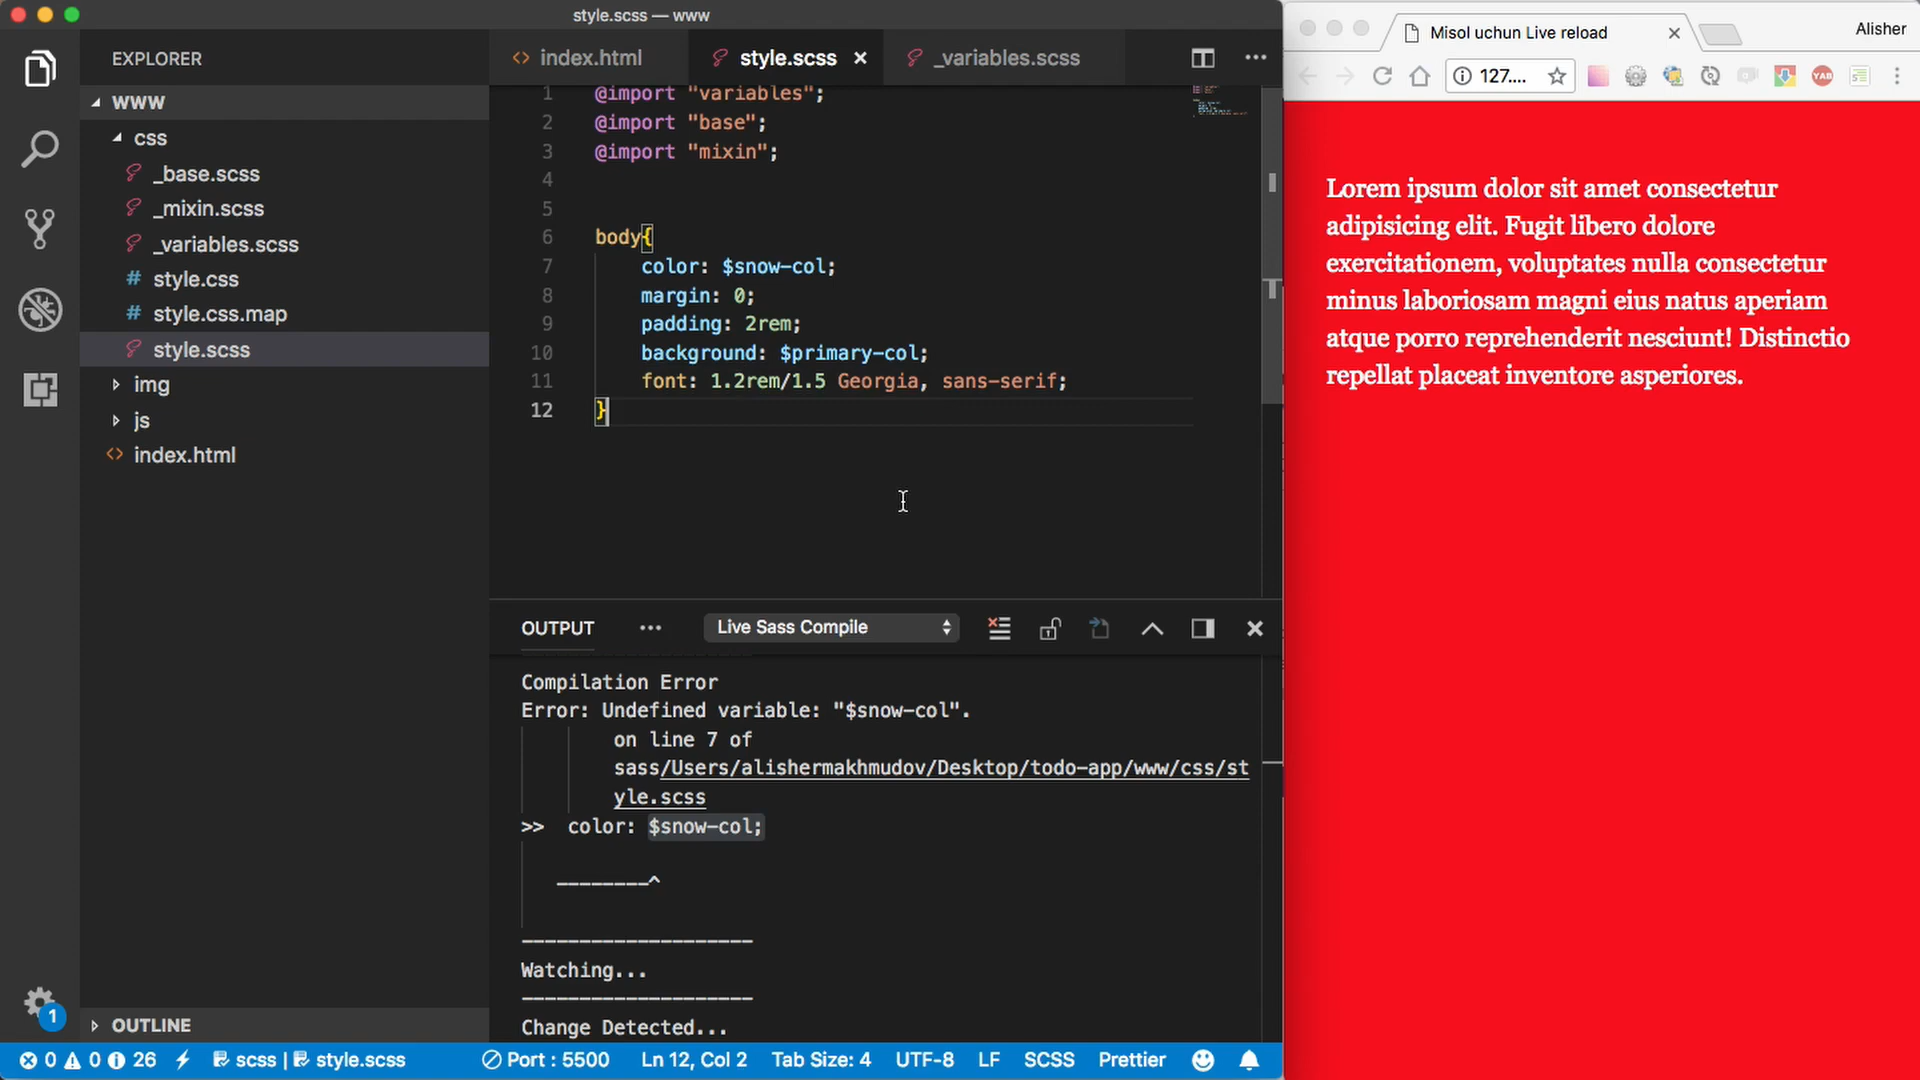 style.scss — www
EXPLORER
WWW
css
_base.scss
_mixin.scss
_variables.scss
# style.css
# style.css.map
style.scss
img
js
<> index.html
OUTLINE
<> index.html
style.scss ×
_variables.scss
1 @import "variables";
2 @import "base";
3 @import "mixin";
4
5
6 body{
7 color: $snow-col;
8 margin: 0;
9 padding: 2rem;
10 background: $primary-col;
11 font: 1.2rem/1.5 Georgia, sans-serif;
12 }
OUTPUT
Live Sass Compile
Compilation Error
Error: Undefined variable: "$snow-col".
on line 7 of
sass/Users/alishermakhmudov/Desktop/todo-app/www/css/st
yle.scss
>> color: $snow-col;
--------^
--------------------
Watching...
--------------------
Change Detected...
1
0 0 26 scss | style.scss Port : 5500 Ln 12, Col 2 Tab Size: 4 UTF-8 LF SCSS Prettier
Misol uchun Live reload
Alisher
127....
YAB
Lorem ipsum dolor sit amet consectetur
adipisicing elit. Fugit libero dolore
exercitationem, voluptates nulla consectetur
minus laboriosam magni eius natus aperiam
atque porro reprehenderit nesciunt! Distinctio
repellat placeat inventore asperiores.